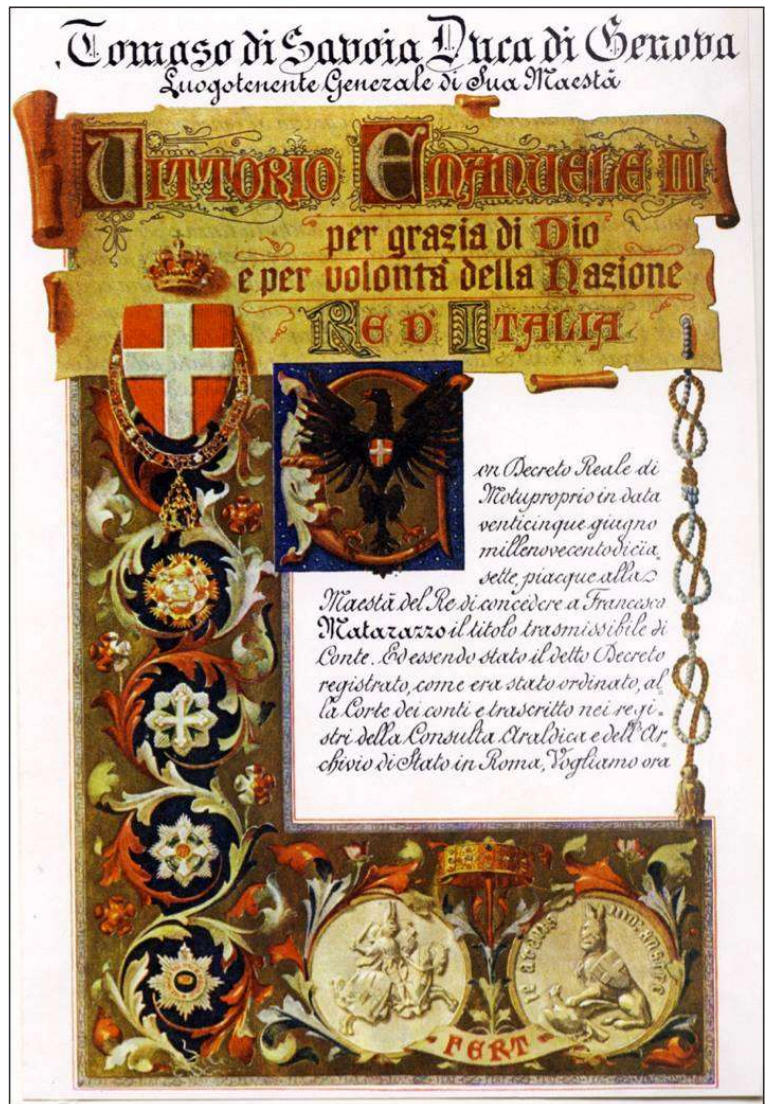 Tomaso di Savoia Duca di Genova
Luogotenente Generale di Sua Maestà
VITTORIO EMANUELE III
per grazia di Dio
e per volontà della Nazione
RE D'ITALIA
on Decreto Reale di
Motuproprio in data
venticinque giugno
millenovecentodicia_
sette, piacque alla
Maestà del Re di concedere a Francesco
Matarazzo il titolo trasmissibile di
Conte. Ed essendo stato il detto Decreto
registrato, come era stato ordinato, al_
la Corte dei conti e trascritto nei regi_
stri della Consulta Araldica e dell'Ar_
chivio di Stato in Roma, Vogliamo ora
FERT